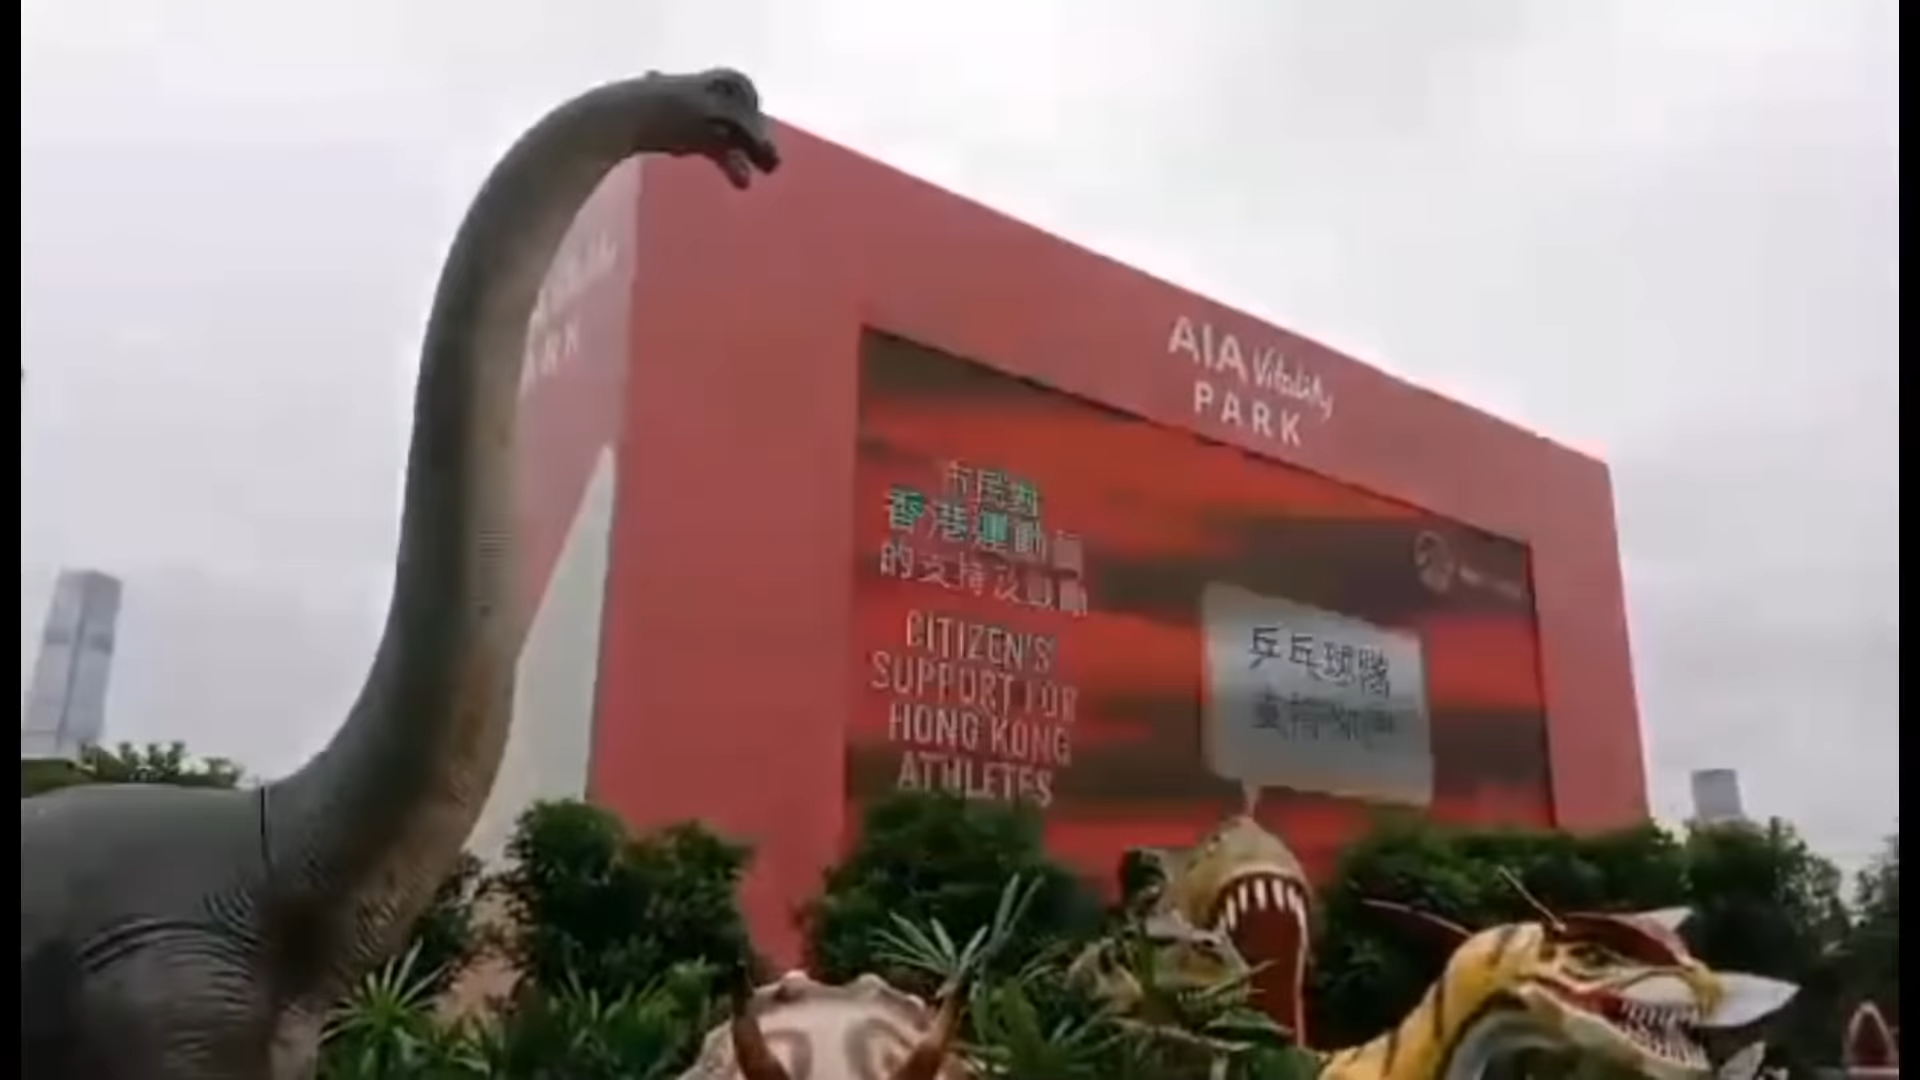 AIA Vitality
PARK
PARK
市民對
香港運動員
的支持及鼓勵
CITIZEN'S'
SUPPORT FOR
HONG KONG
ATHLETES
乒乓球隊